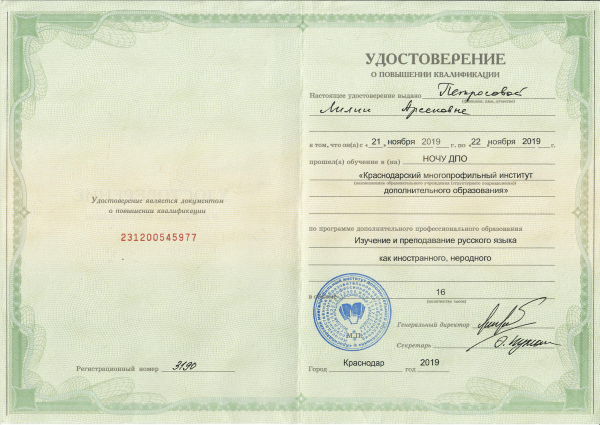 Удостоверение является документом
о повышении квалификации
231200545977
Регистрационный номер 3190
УДОСТОВЕРЕНИЕ
О ПОВЫШЕНИИ КВАЛИФИКАЦИИ
Настоящее удостоверение выдано Петросовой
(фамилия, имя, отчество)
Лилии Арсеновне
в том, что он(а) с « 21 » ноября 2019 г. по « 22 » ноября 2019 г.
прошел(а) обучение в (на) НОЧУ ДПО
«Краснодарский многопрофильный институт
(наименование образовательного учреждения (структурного подразделения)
дополнительного образования»
по программе дополнительного профессионального образования
Изучение и преподавание русского языка
как иностранного, неродного
в объеме 16
(количество часов)
М.П.
Генеральный директор
Секретарь
Город Краснодар год 2019